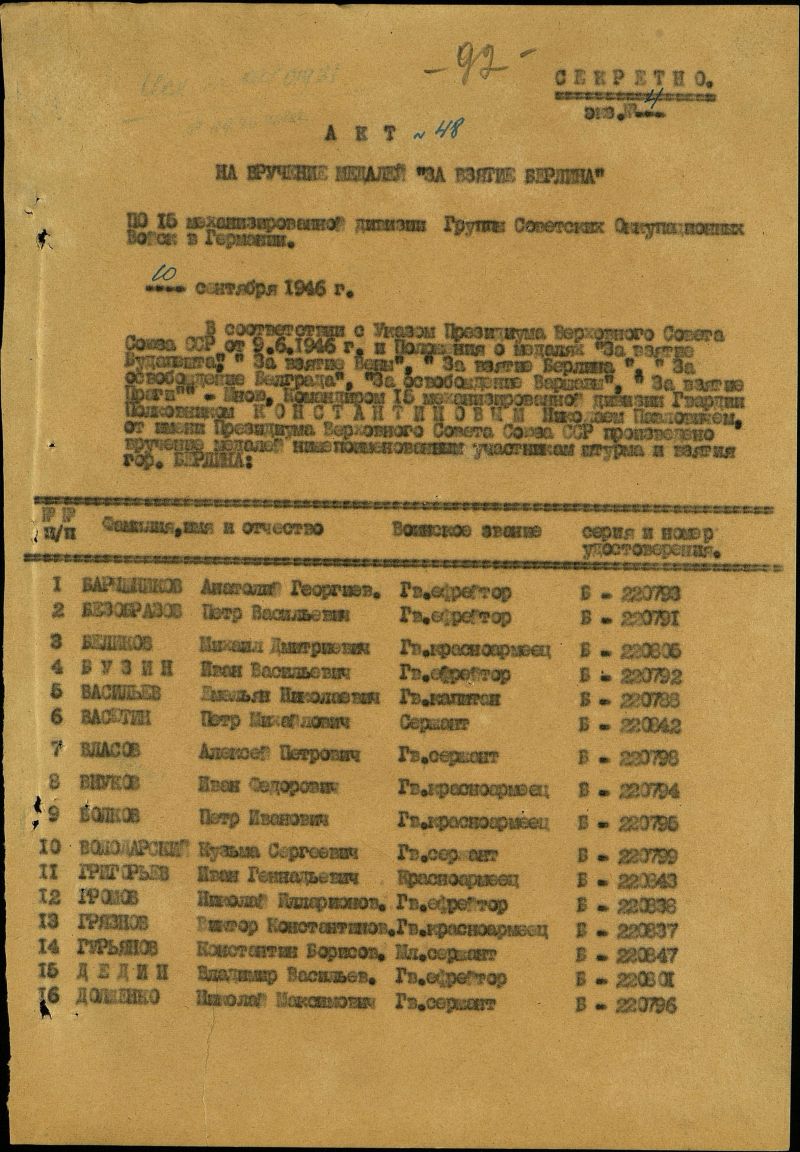 - 92 -
СЕКРЕТНО.
экз.№ 4
АКТ № 48
НА ВРУЧЕНИЕ МЕДАЛЕЙ "ЗА ВЗЯТИЕ БЕРЛИНА"
ПО 15 механизированной дивизии Группы Советских Оккупационных
Войск в Германии.
10 сентября 1946 г.
В соответствии с Указом Президиума Верховного Совета
Союза ССР от 9.6.1946 г. и Положения о медалях "За взятие
Будапешта", " За взятие Вены", " За взятие Берлина ", " За
освобождение Белграда", "За освобождение Варшавы", " За взятие
Праги"" - Мною, Командиром 15 механизированной дивизии Гвардии
Полковником К О Н С Т А Н Т И Н О В Ы М Николаем Павловичем,
от имени Президиума Верховного Совета Союза ССР произведено
вручение медалей нижепоименованным участникам штурма и взятия
гор. БЕРЛИНА:
№ № Фамилия,имя и отчество Воинское звание серия и номер
п/п удостоверения.
1 БАРЫШНИКОВ Анатолий Георгиев. Гв.ефрейтор Б - 220793
2 БЕЗОБРАЗОВ Петр Васильевич Гв.ефрейтор Б - 220791
3 БЕЛИКОВ Михаил Дмитриевич Гв.красноармеец Б - 220805
4 Б У З И Н Иван Васильевич Гв.ефрейтор Б - 220792
5 ВАСИЛЬЕВ Емельян Николаевич Гв.капитан Б - 220788
6 ВАСЮТИН Петр Михайлович Сержант Б - 220842
7 ВЛАСОВ Алексей Петрович Гв.сержант Б - 220798
8 ВНУКОВ Иван Федорович Гв.красноармеец Б - 220794
9 ВОЛКОВ Петр Иванович Гв.красноармеец Б - 220795
10 ВОЛОДАРСКИЙ Кузьма Сергеевич Гв.сержант Б - 220799
11 ГРИГОРЬЕВ Иван Геннадьевич Красноармеец Б - 220843
12 ГРОМОВ Николай Илларионов. Гв.ефрейтор Б - 220836
13 ГРЯЗНОВ Виктор Константинов.Гв.красноармеец Б - 220837
14 ГУРЬЯНОВ Константин Борисов. Мл.сержант Б - 220847
15 Д Е Д И Н Владимир Васильев. Гв.ефрейтор Б - 220801
16 ДОЛЖЕНКО Николай Максимович Гв.сержант Б - 220796